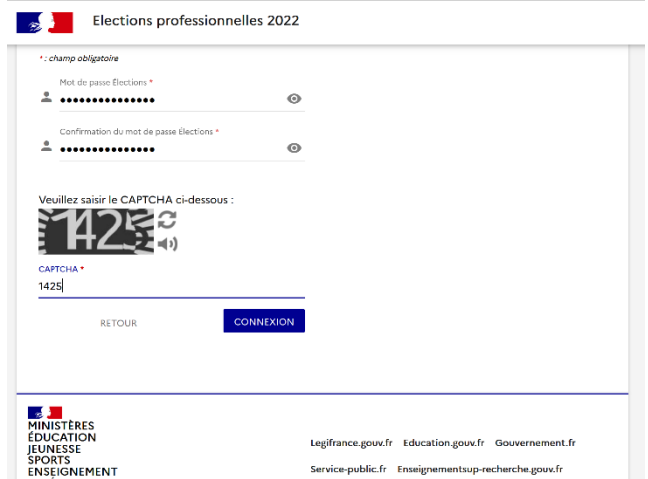 Elections professionnelles 2022
* : champ obligatoire
Mot de passe Élections *
•••••••••••••••
Confirmation du mot de passe Élections *
•••••••••••••••
Veuillez saisir le CAPTCHA ci-dessous :
1425
CAPTCHA *
1425
RETOUR CONNEXION
MINISTÈRES
ÉDUCATION
JEUNESSE
SPORTS
ENSEIGNEMENT
Legifrance.gouv.fr Education.gouv.fr Gouvernement.fr
Service-public.fr Enseignementsup-recherche.gouv.fr